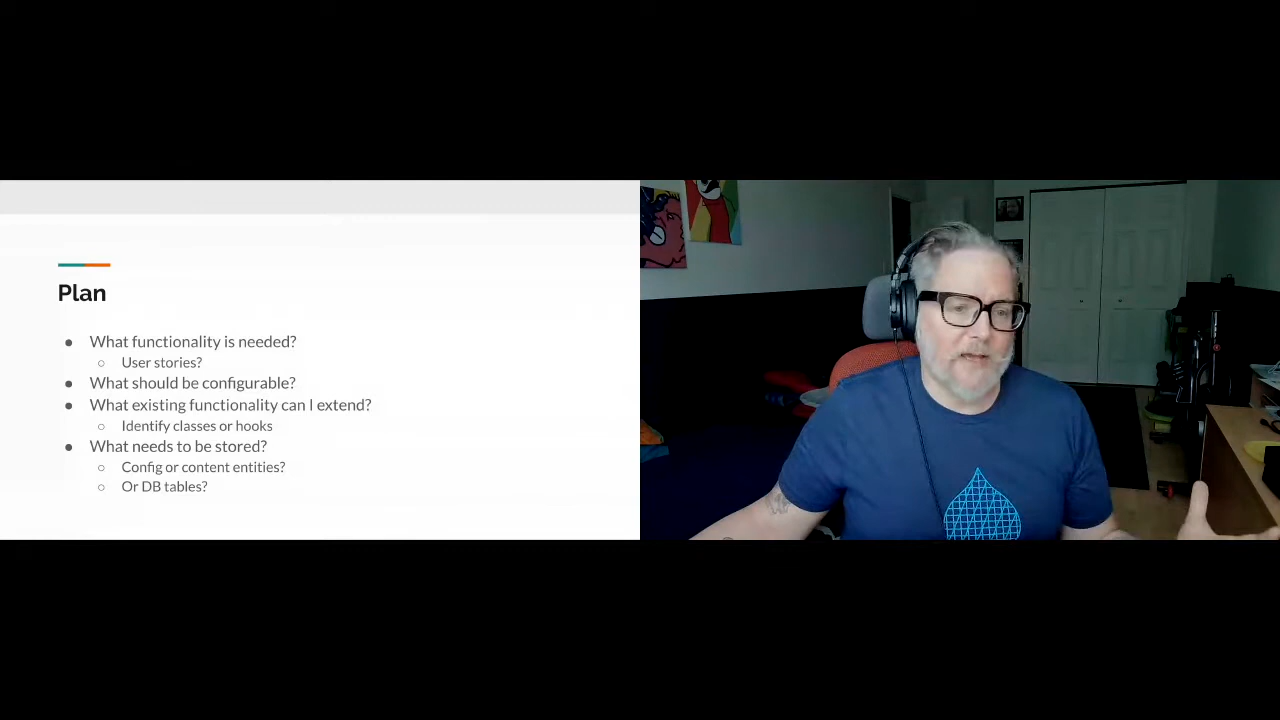 Plan
● What functionality is needed?
○ User stories?
● What should be configurable?
● What existing functionality can I extend?
○ Identify classes or hooks
● What needs to be stored?
○ Config or content entities?
○ Or DB tables?